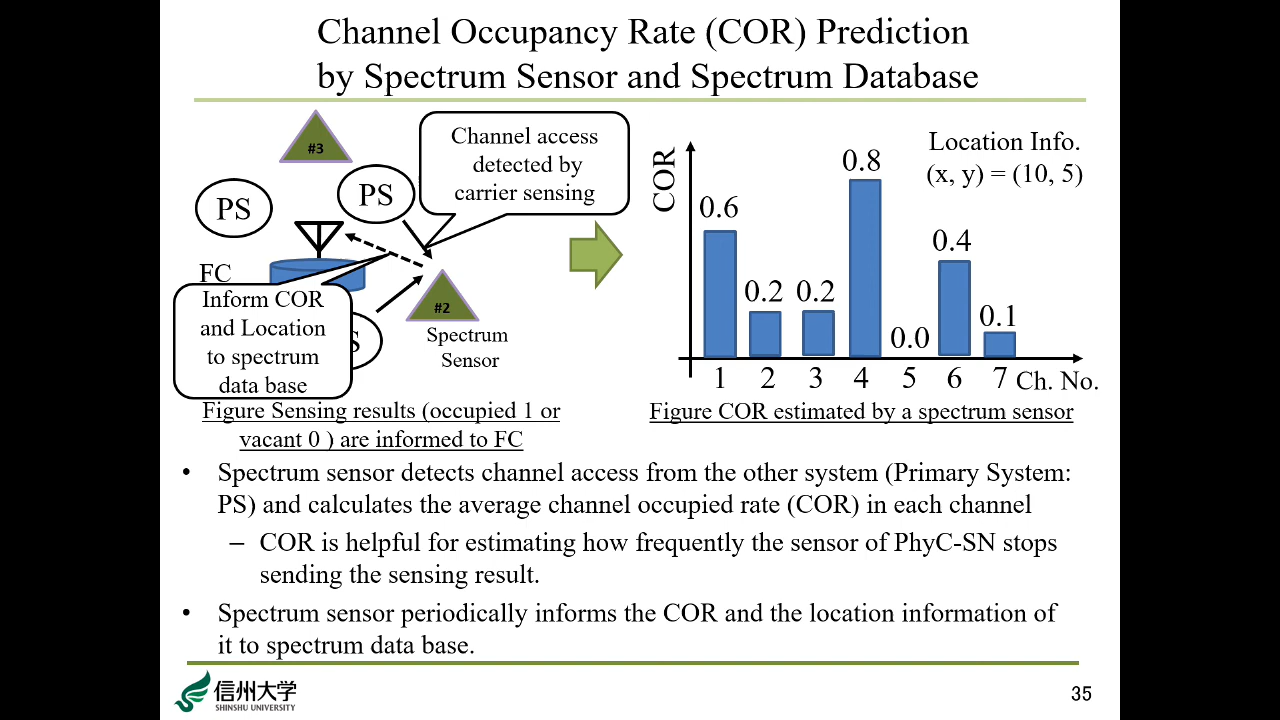 Channel Occupancy Rate (COR) Prediction
by Spectrum Sensor and Spectrum Database
#3
PS
PS
Channel access
detected by
carrier sensing
FC
Inform COR
and Location
to spectrum
data base
S
#2
Spectrum
Sensor
Figure Sensing results (occupied 1 or
vacant 0 ) are informed to FC
COR
Location Info.
(x, y) = (10, 5)
0.6
0.2
0.2
0.8
0.0
0.4
0.1
1 2 3 4 5 6 7 Ch. No.
Figure COR estimated by a spectrum sensor
• Spectrum sensor detects channel access from the other system (Primary System:
PS) and calculates the average channel occupied rate (COR) in each channel
– COR is helpful for estimating how frequently the sensor of PhyC-SN stops
sending the sensing result.
• Spectrum sensor periodically informs the COR and the location information of
it to spectrum data base.
信州大学
SHINSHU UNIVERSITY
35